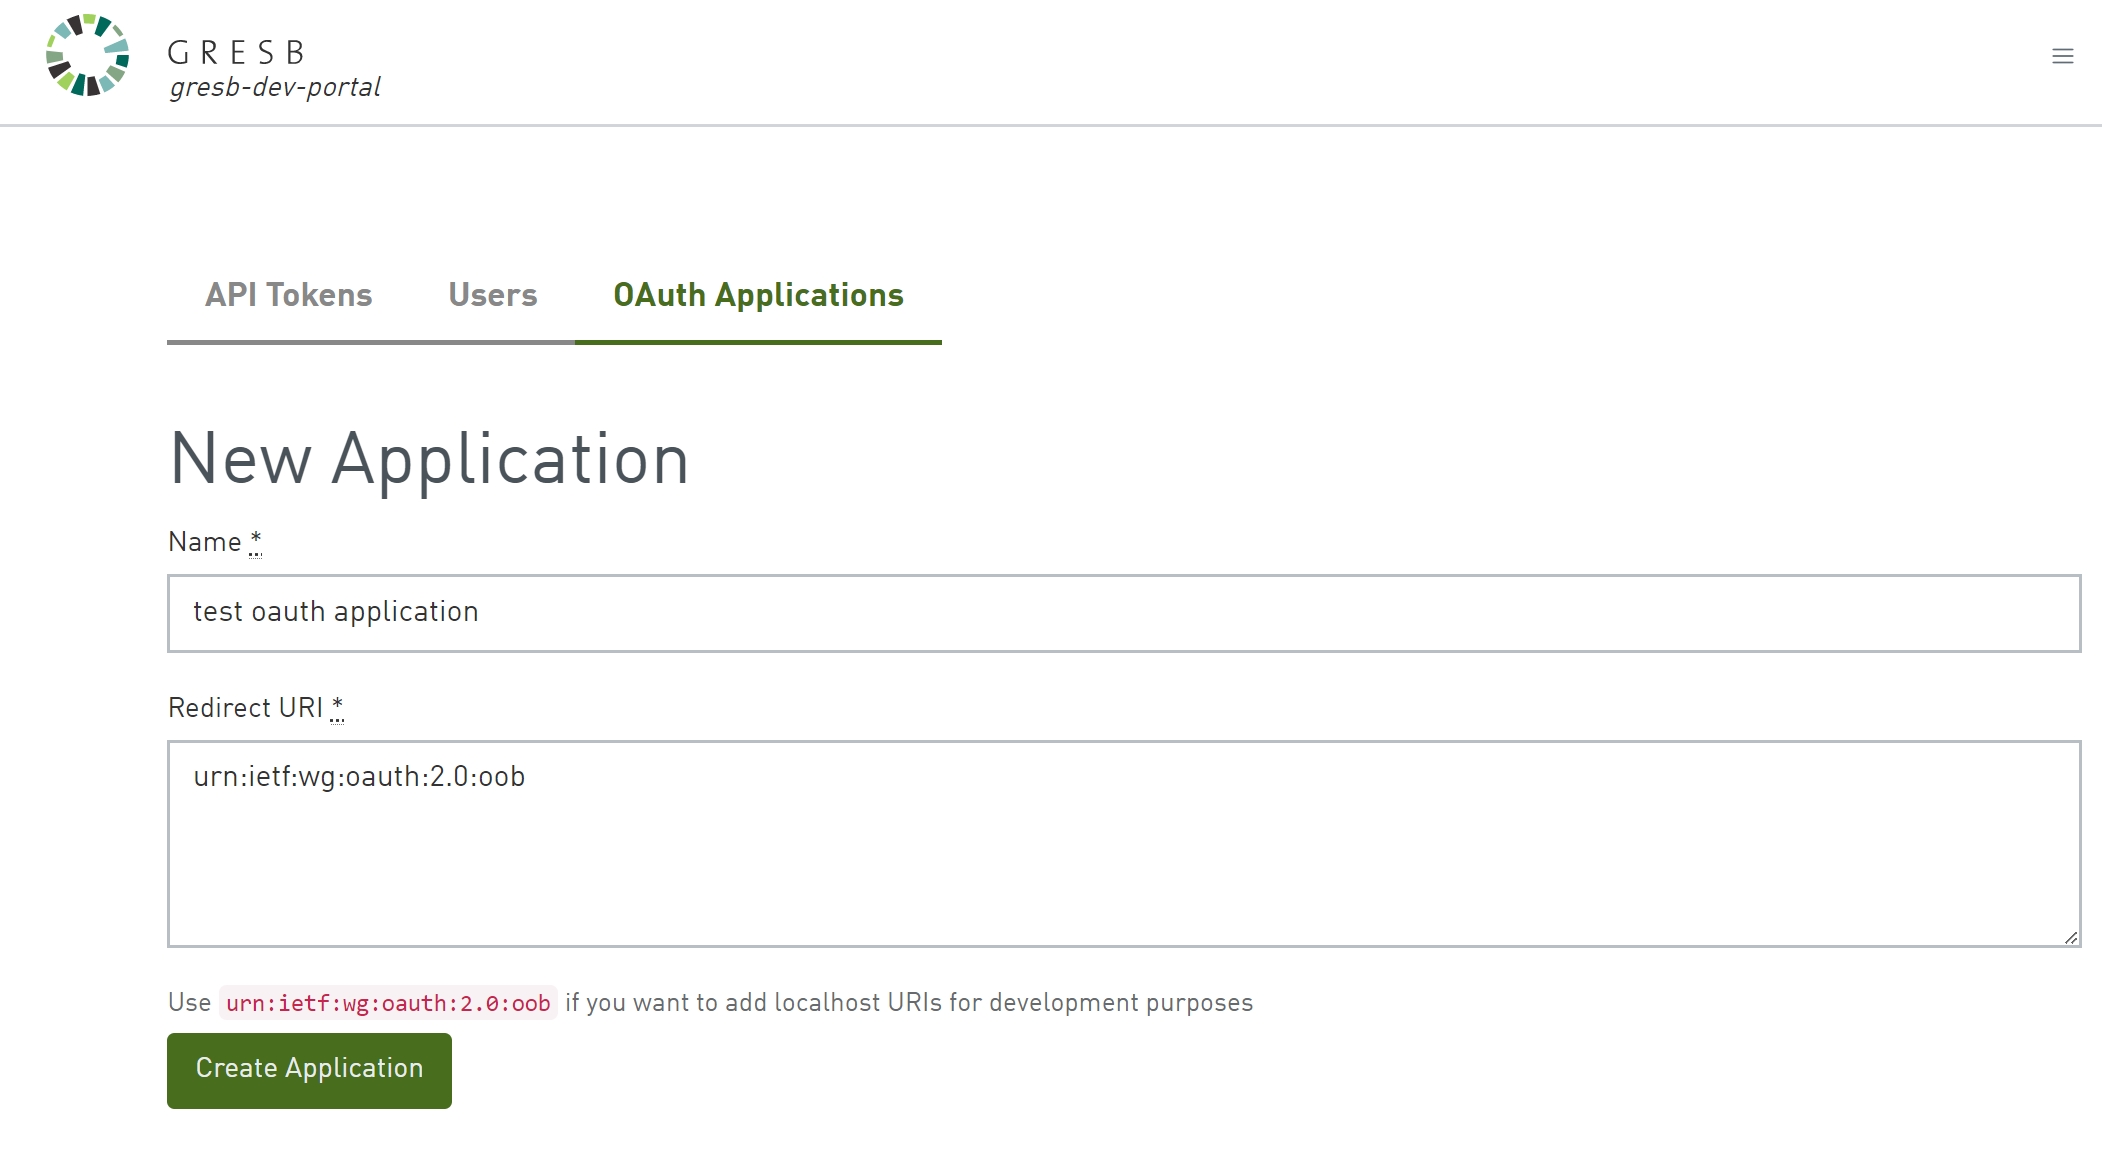 GRESB
gresb-dev-portal
API Tokens Users OAuth Applications
New Application
Name *
test oauth application
Redirect URI *
urn:ietf:wg:oauth:2.0:oob
Use urn:ietf:wg:oauth:2.0:oob if you want to add localhost URIs for development purposes
Create Application